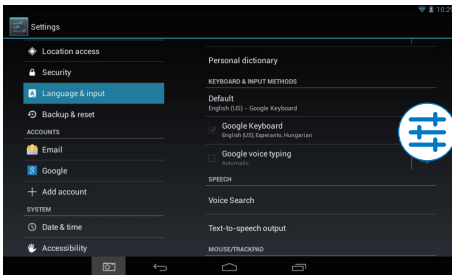 10:25
Settings
Location access
Security
Language & input
Backup & reset
ACCOUNTS
Email
Google
Add account
SYSTEM
Date & time
Accessibility
Personal dictionary
KEYBOARD & INPUT METHODS
Default
English (US) - Google Keyboard
Google Keyboard
English (US), Esperanto, Hungarian
Google voice typing
Automatic
SPEECH
Voice Search
Text-to-speech output
MOUSE/TRACKPAD